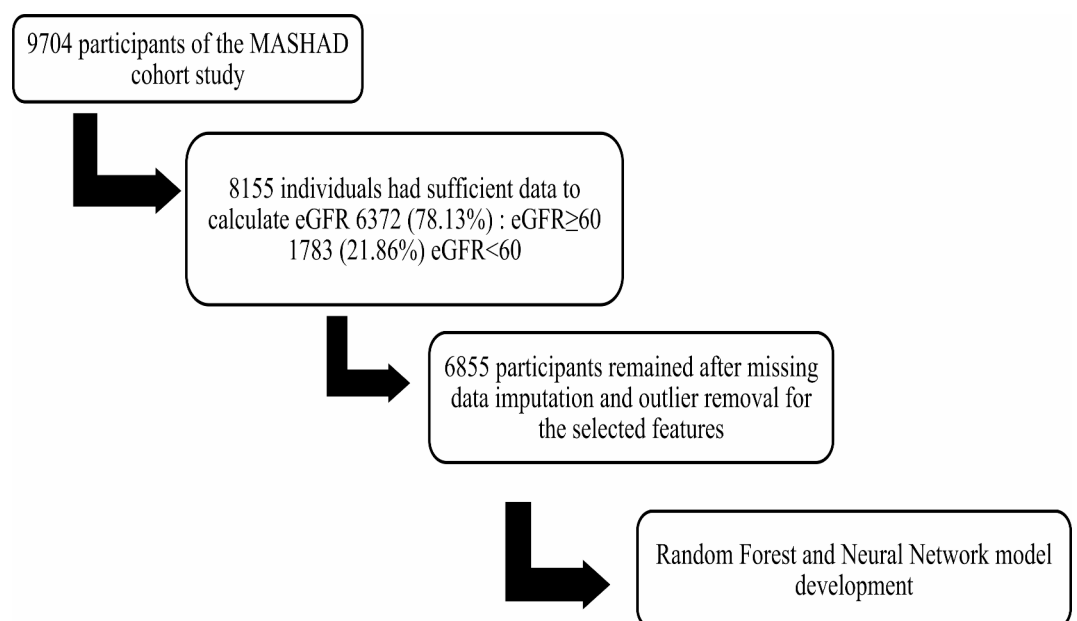 9704 participants of the MASHAD
cohort study
8155 individuals had sufficient data to
calculate eGFR 6372 (78.13%) : eGFR≥60
1783 (21.86%) eGFR<60
6855 participants remained after missing
data imputation and outlier removal for
the selected features
Random Forest and Neural Network model
development